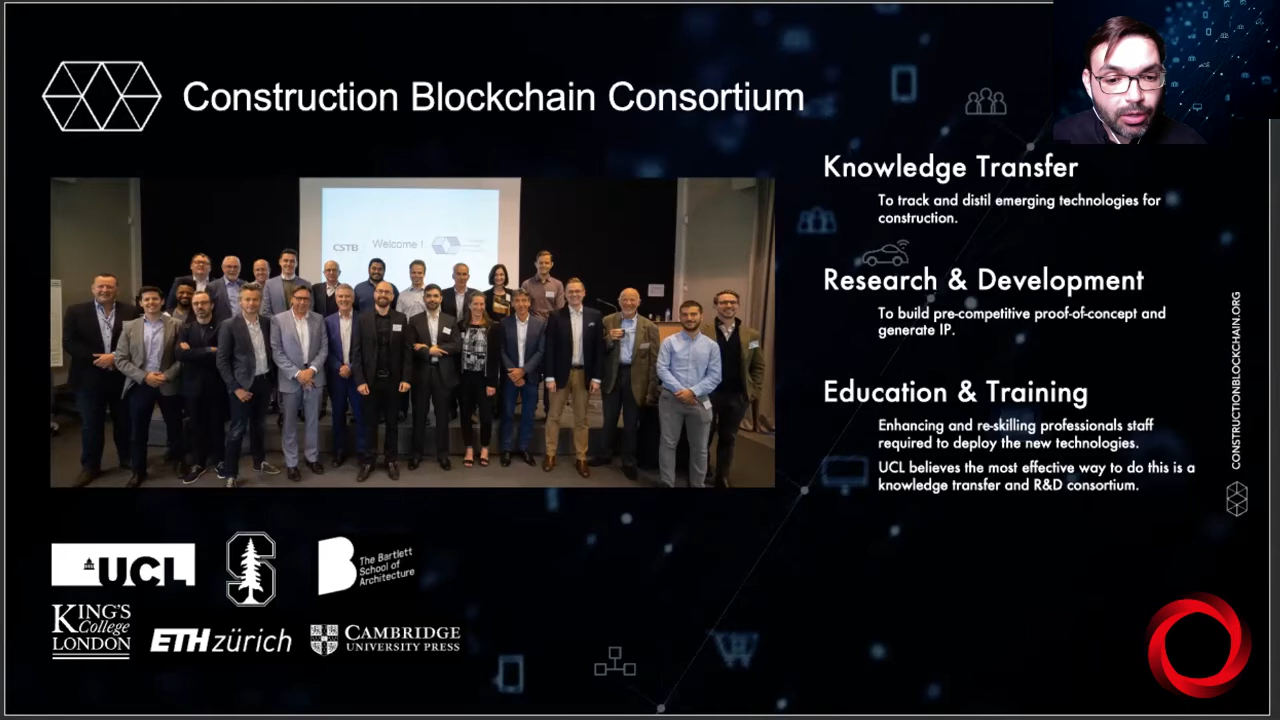 Construction Blockchain Consortium
CSTB
Welcome !
Knowledge Transfer
To track and distil emerging technologies for
construction.
Research & Development
To build pre-competitive proof-of-concept and
generate IP.
Education & Training
Enhancing and re-skilling professionals staff
required to deploy the new technologies.
UCL believes the most effective way to do this is a
knowledge transfer and R&D consortium.
CONSTRUCTIONBLOCKCHAIN.ORG
UCL
S
B
The Bartlett
School of
Architecture
KING'S
College
LONDON
ETH zürich
CAMBRIDGE
UNIVERSITY PRESS